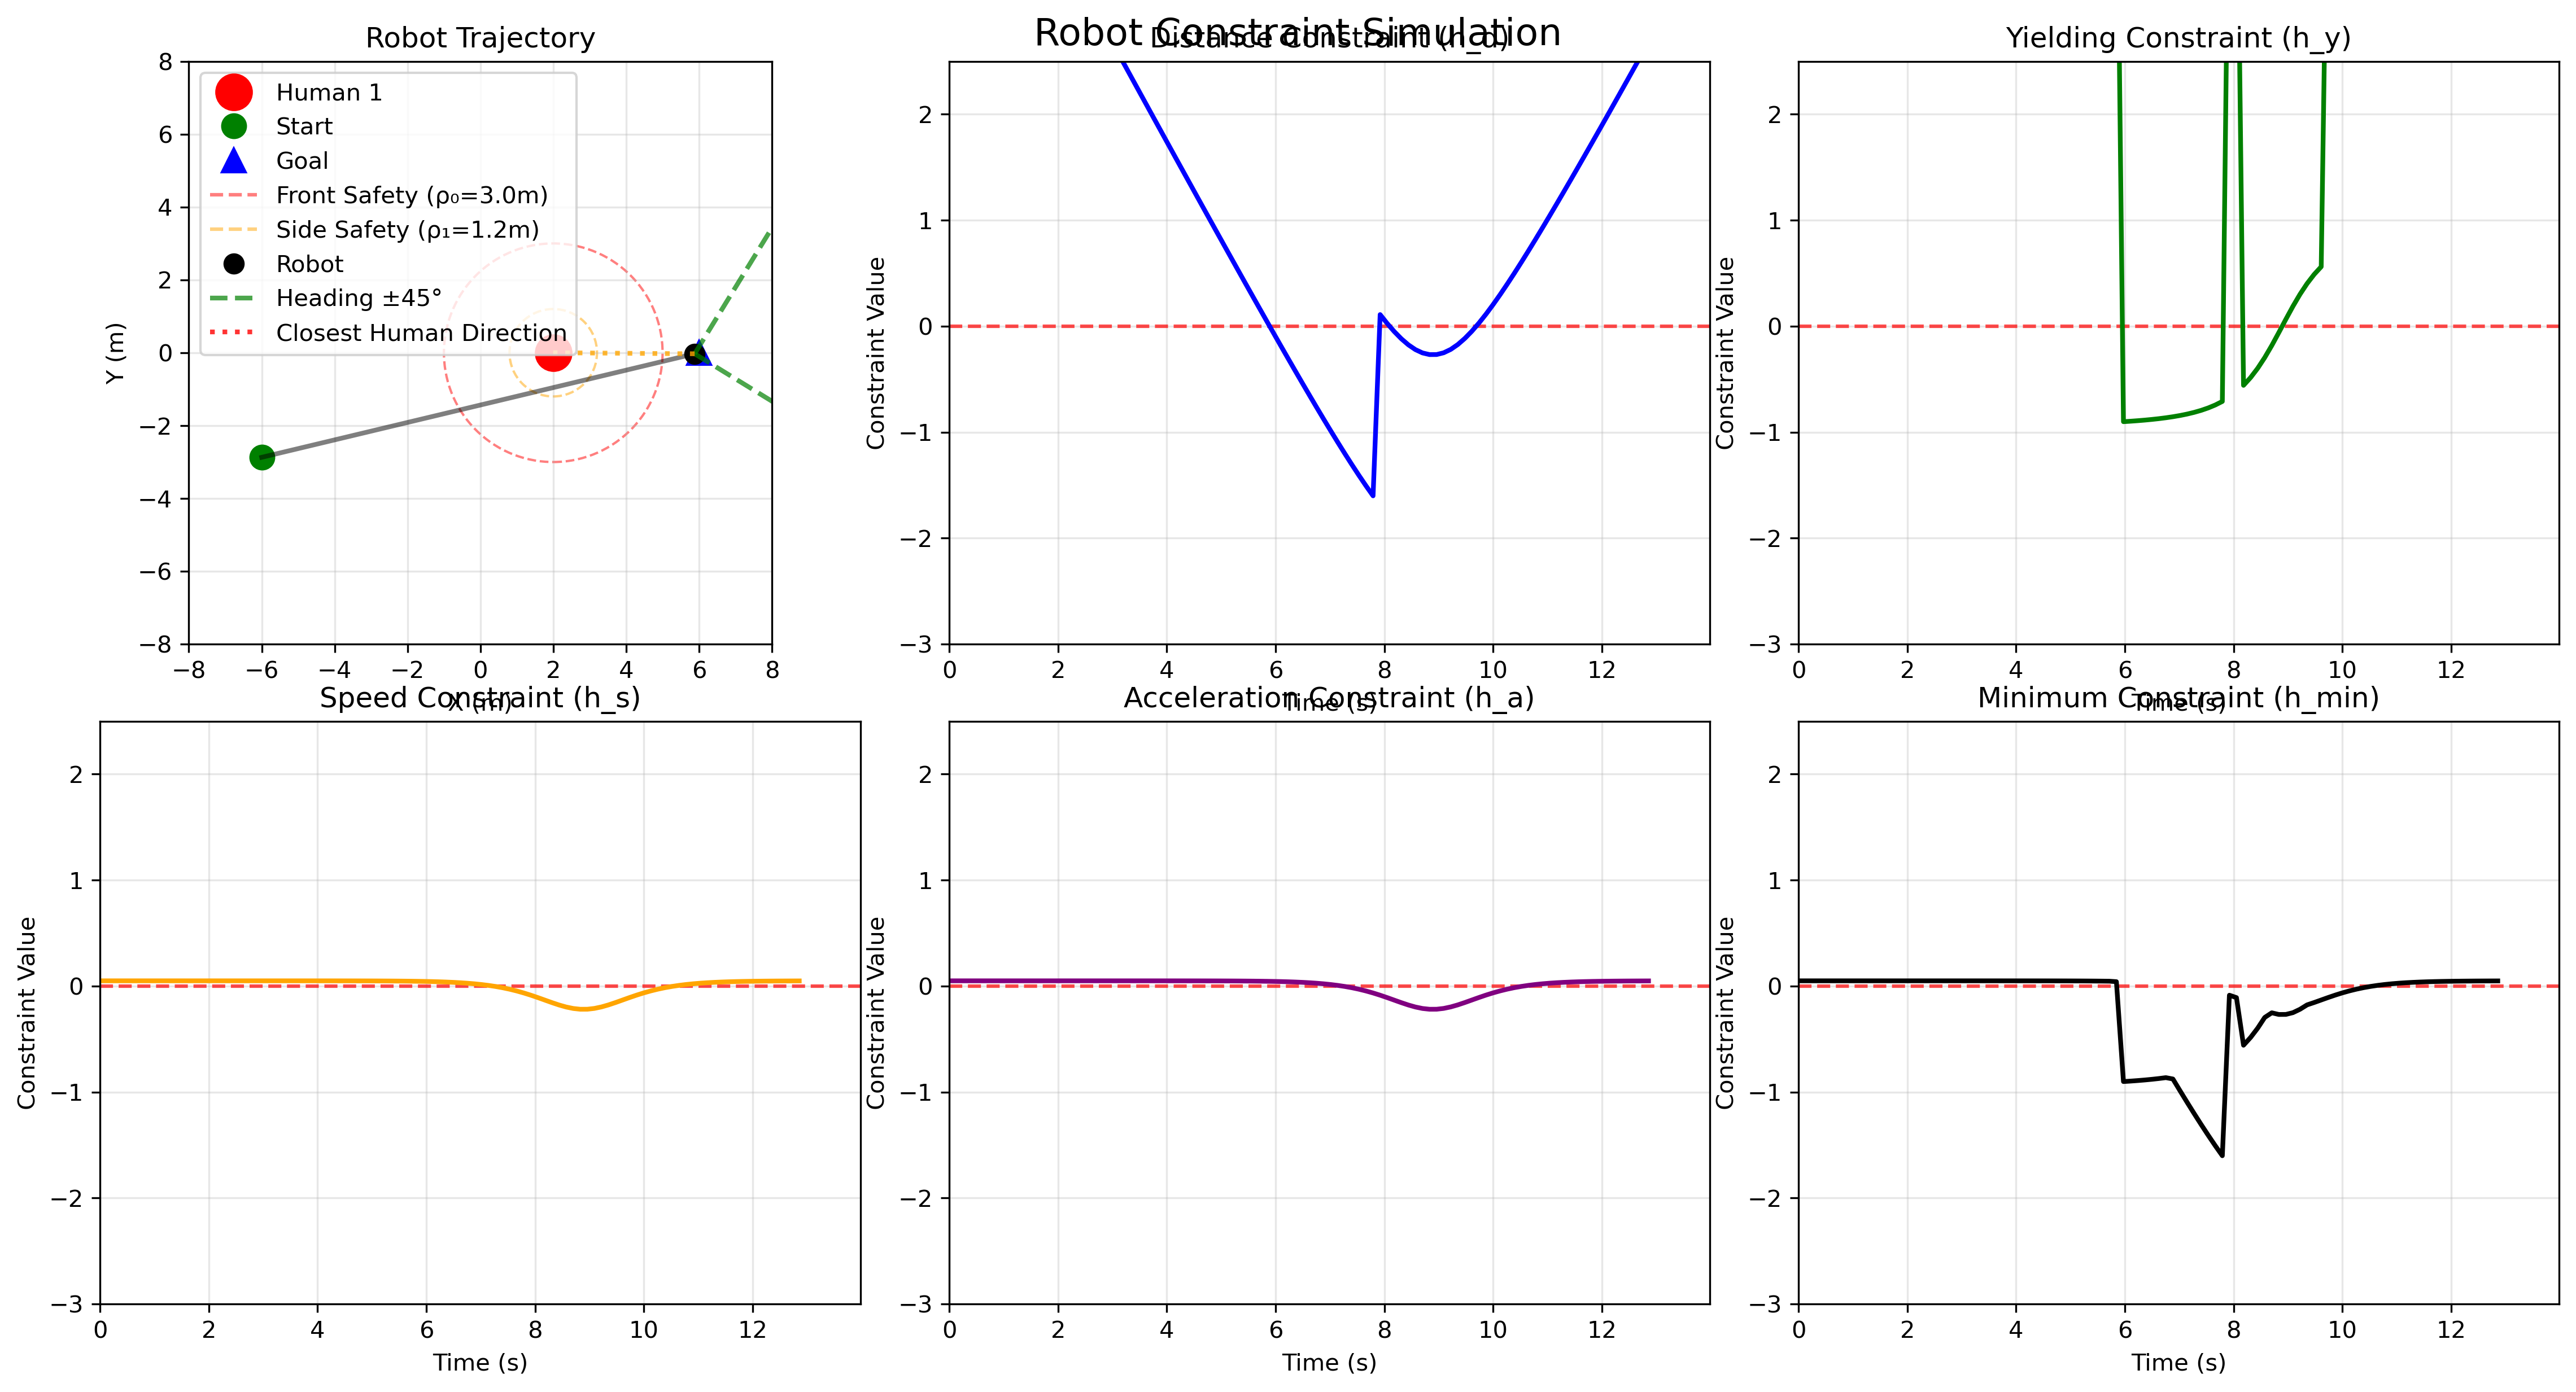 Robot Constraint Simulation
Robot Trajectory
Human 1
Start
Goal
Front Safety (ρ₀=3.0m)
Side Safety (ρ₁=1.2m)
Robot
Heading ±45°
Closest Human Direction
8
6
4
2
0
−2
−4
−6
−8
Y (m)
−8 −6 −4 −2 0 2 4 6 8
X (m)
Distance Constraint (h_d)
2
1
0
−1
−2
−3
Constraint Value
0 2 4 6 8 10 12
Time (s)
Yielding Constraint (h_y)
2
1
0
−1
−2
−3
Constraint Value
0 2 4 6 8 10 12
Time (s)
Speed Constraint (h_s)
2
1
0
−1
−2
−3
Constraint Value
0 2 4 6 8 10 12
Time (s)
Acceleration Constraint (h_a)
2
1
0
−1
−2
−3
Constraint Value
0 2 4 6 8 10 12
Time (s)
Minimum Constraint (h_min)
2
1
0
−1
−2
−3
Constraint Value
0 2 4 6 8 10 12
Time (s)